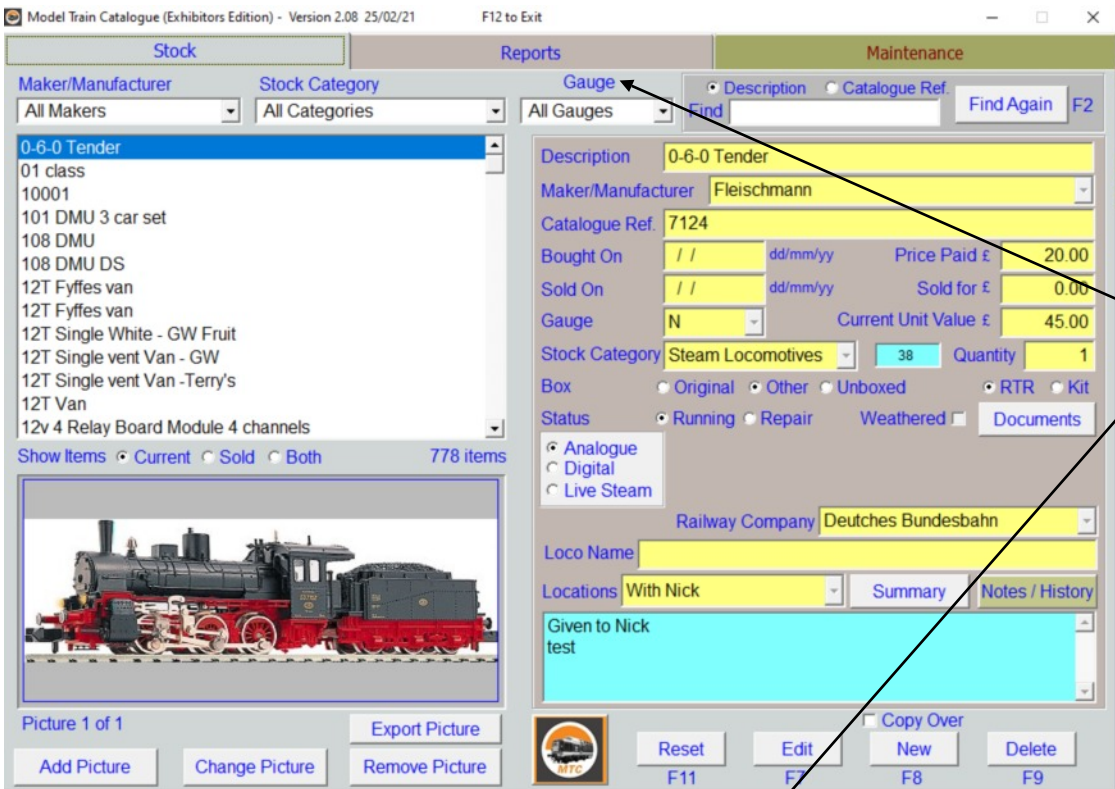 Model Train Catalogue (Exhibitors Edition) - Version 2.08 25/02/21 F12 to Exit
Stock Reports Maintenance
Maker/Manufacturer Stock Category Gauge
All Makers All Categories All Gauges
Description Catalogue Ref.
Find Find Again F2
0-6-0 Tender
01 class
10001
101 DMU 3 car set
108 DMU
108 DMU DS
12T Fyffes van
12T Fyffes van
12T Single White - GW Fruit
12T Single vent Van - GW
12T Single vent Van -Terry's
12T Van
12v 4 Relay Board Module 4 channels
Show Items Current Sold Both 778 items
Picture 1 of 1
Export Picture
Add Picture Change Picture Remove Picture
Description 0-6-0 Tender
Maker/Manufacturer Fleischmann
Catalogue Ref. 7124
Bought On / / dd/mm/yy Price Paid £ 20.00
Sold On / / dd/mm/yy Sold for £ 0.00
Gauge N Current Unit Value £ 45.00
Stock Category Steam Locomotives 38 Quantity 1
Box Original Other Unboxed RTR Kit
Status Running Repair Weathered Documents
Analogue
Digital
Live Steam
Railway Company Deutches Bundesbahn
Loco Name
Locations With Nick Summary Notes / History
Given to Nick
test
Copy Over
MTC
Reset Edit New Delete
F11 F7 F8 F9